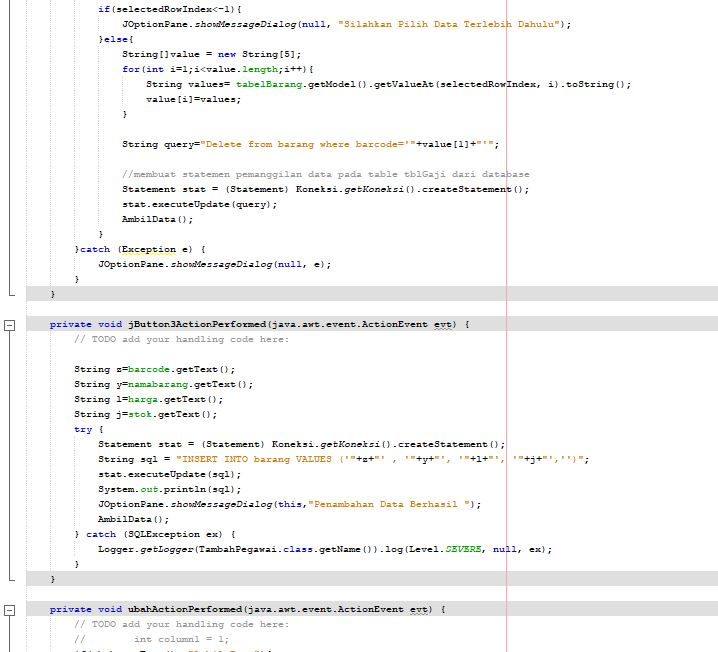 if(selectedRowIndex<-1){
JOptionPane.showMessageDialog(null, "Silahkan Pilih Data Terlebih Dahulu");
}else{
String[]value = new String[5];
for(int i=1;i<value.length;i++){
String values= tabelBarang.getModel().getValueAt(selectedRowIndex, i).toString();
value[i]=values;
}
String query="Delete from barang where barcode='"+value[1]+"'";
//membuat statemen pemanggilan data pada table tblGaji dari database
Statement stat = (Statement) Koneksi.getKoneksi().createStatement();
stat.executeUpdate(query);
AmbilData();
}
}catch (Exception e) {
JOptionPane.showMessageDialog(null, e);
}
}
private void jButton3ActionPerformed(java.awt.event.ActionEvent evt) {
// TODO add your handling code here:
String z=barcode.getText();
String y=namabarang.getText();
String l=harga.getText();
String j=stok.getText();
try {
Statement stat = (Statement) Koneksi.getKoneksi().createStatement();
String sql = "INSERT INTO barang VALUES ('"+z+"' , '"+y+"', '"+l+"', '"+j+"','')";
stat.executeUpdate(sql);
System.out.println(sql);
JOptionPane.showMessageDialog(this,"Penambahan Data Berhasil ");
AmbilData();
} catch (SQLException ex) {
Logger.getLogger(TambahPegawai.class.getName()).log(Level.SEVERE, null, ex);
}
}
private void ubahActionPerformed(java.awt.event.ActionEvent evt) {
// TODO add your handling code here:
// int column1 = 1;